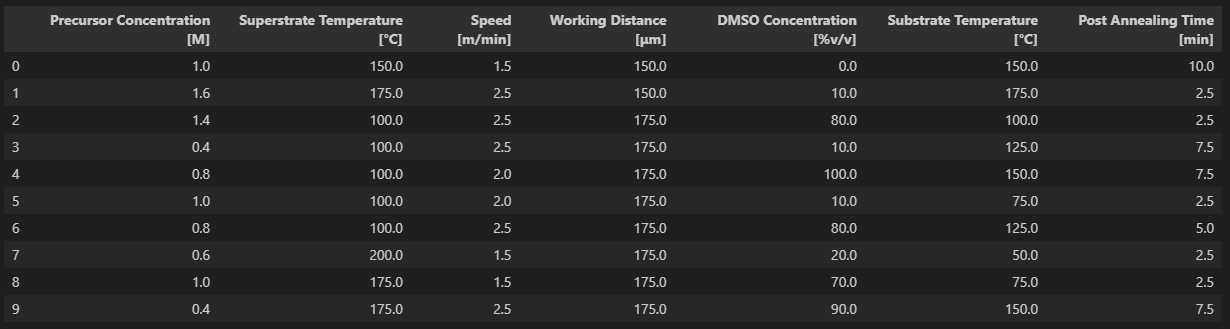 Precursor Concentration Superstrate Temperature Speed Working Distance DMSO Concentration Substrate Temperature Post Annealing Time
[M] [°C] [m/min] [μm] [%v/v] [°C] [min]
0 1.0 150.0 1.5 150.0 0.0 150.0 10.0
1 1.6 175.0 2.5 150.0 10.0 175.0 2.5
2 1.4 100.0 2.5 175.0 80.0 100.0 2.5
3 0.4 100.0 2.5 175.0 10.0 125.0 7.5
4 0.8 100.0 2.0 175.0 100.0 150.0 7.5
5 1.0 100.0 2.0 175.0 10.0 75.0 2.5
6 0.8 100.0 2.5 175.0 80.0 125.0 5.0
7 0.6 200.0 1.5 175.0 20.0 50.0 2.5
8 1.0 175.0 1.5 175.0 70.0 75.0 2.5
9 0.4 175.0 2.5 175.0 90.0 150.0 7.5